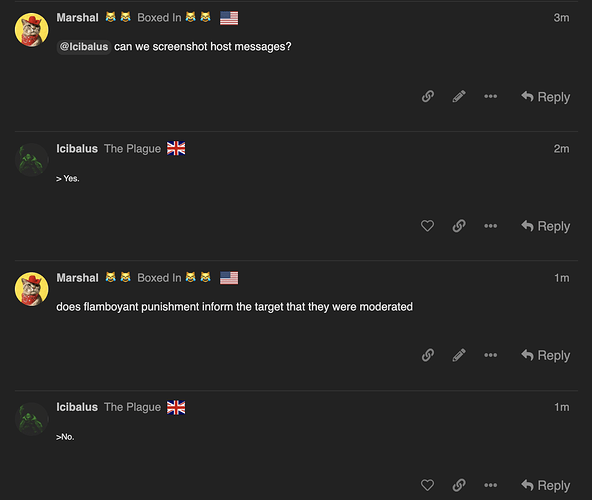 Marshal Boxed In 3m
@Icibalus can we screenshot host messages?
Reply
Icibalus The Plague 2m
> Yes.
Reply
Marshal Boxed In 1m
does flamboyant punishment inform the target that they were moderated
Reply
Icibalus The Plague 1m
>No.
Reply